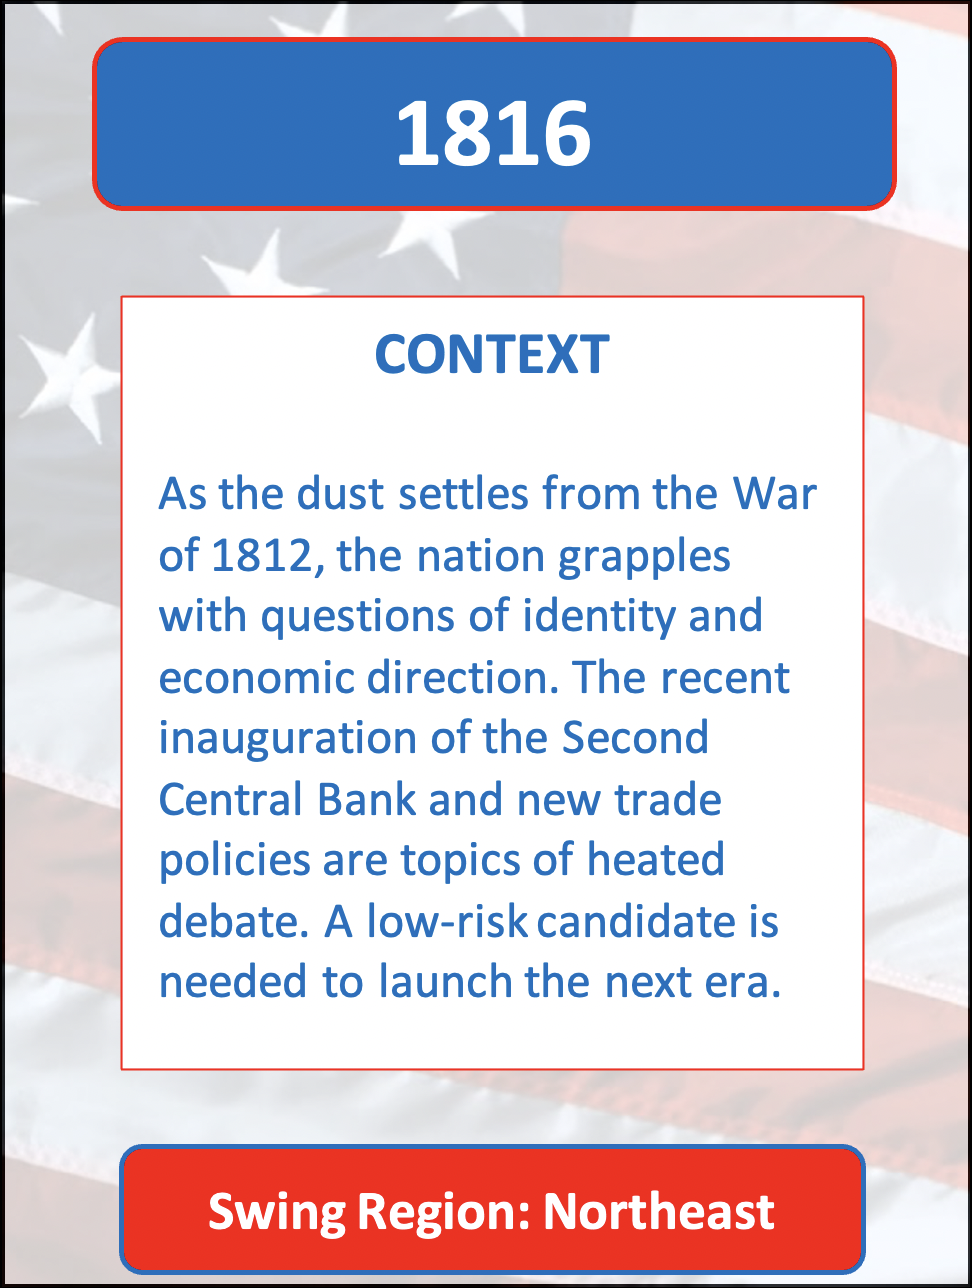 1816
CONTEXT
As the dust settles from the War
of 1812, the nation grapples
with questions of identity and
economic direction. The recent
inauguration of the Second
Central Bank and new trade
policies are topics of heated
debate. A low-risk candidate is
needed to launch the next era.
Swing Region: Northeast